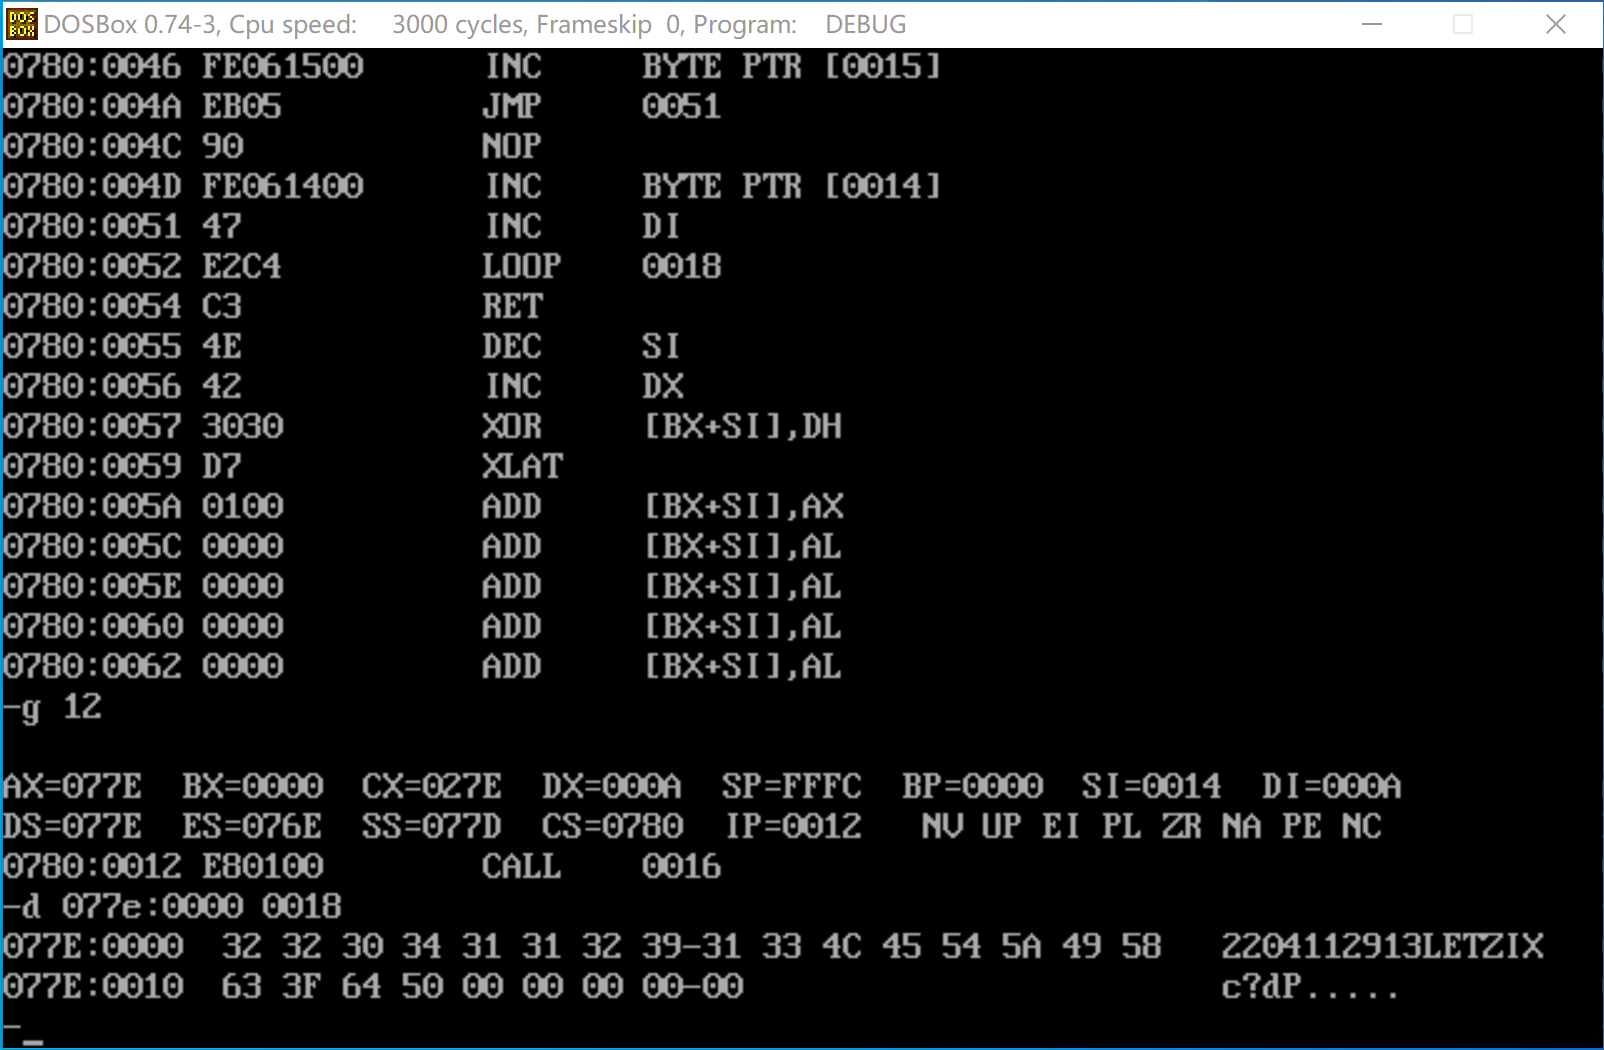 DOS BOX DOSBox 0.74-3, Cpu speed: 3000 cycles, Frameskip 0, Program: DEBUG
0780:0046 FE061500 INC BYTE PTR [0015]
0780:004A EB05 JMP 0051
0780:004C 90 NOP
0780:004D FE061400 INC BYTE PTR [0014]
0780:0051 47 INC DI
0780:0052 E2C4 LOOP 0018
0780:0054 C3 RET
0780:0055 4E DEC SI
0780:0056 42 INC DX
0780:0057 3030 XOR [BX+SI],DH
0780:0059 D7 XLAT
0780:005A 0100 ADD [BX+SI],AX
0780:005C 0000 ADD [BX+SI],AL
0780:005E 0000 ADD [BX+SI],AL
0780:0060 0000 ADD [BX+SI],AL
0780:0062 0000 ADD [BX+SI],AL
-g 12
AX=077E BX=0000 CX=027E DX=000A SP=FFFC BP=0000 SI=0014 DI=000A
DS=077E ES=076E SS=077D CS=0780 IP=0012 NV UP EI PL ZR NA PE NC
0780:0012 E80100 CALL 0016
-d 077e:0000 0018
077E:0000 32 32 30 34 31 31 32 39-31 33 4C 45 54 5A 49 58 2204112913LETZIX
077E:0010 63 3F 64 50 00 00 00 00-00 c?dP.....
-_